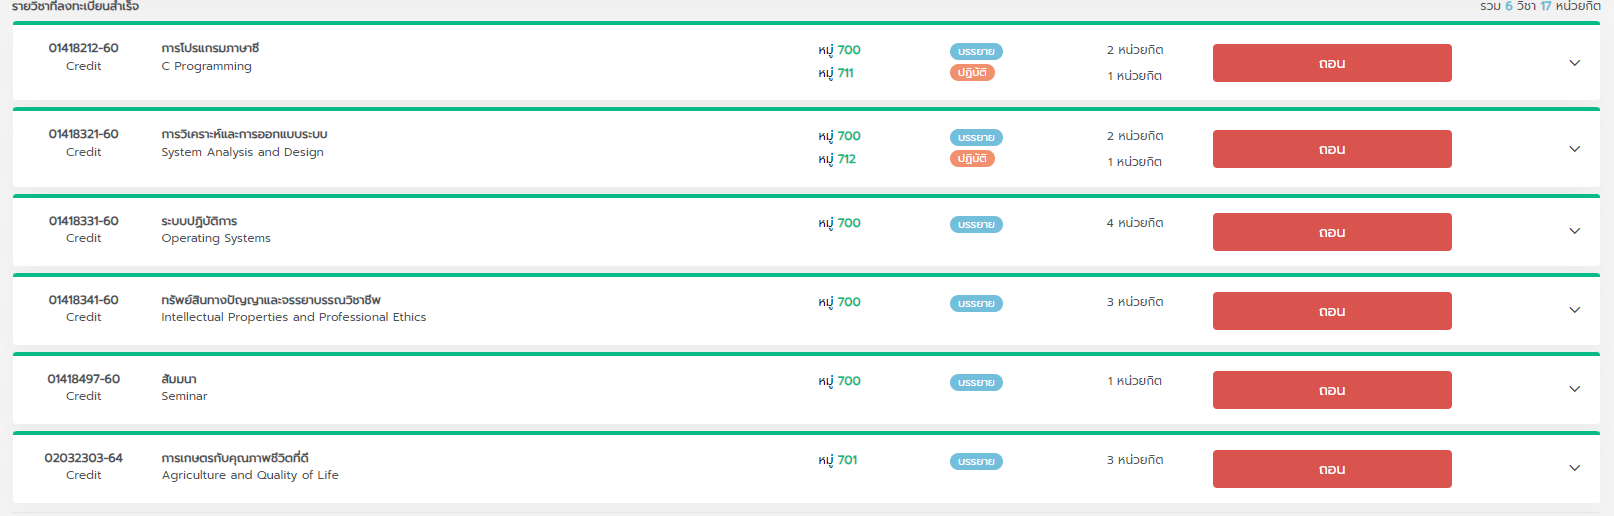 รายวิชาที่ลงทะเบียนสำเร็จ รวม 6 วิชา 17 หน่วยกิต
01418212-60 การโปรแกรมภาษาซี หมู่ 700 บรรยาย 2 หน่วยกิต ถอน
Credit C Programming หมู่ 711 ปฏิบัติ 1 หน่วยกิต
01418321-60 การวิเคราะห์และการออกแบบระบบ หมู่ 700 บรรยาย 2 หน่วยกิต ถอน
Credit System Analysis and Design หมู่ 712 ปฏิบัติ 1 หน่วยกิต
01418331-60 ระบบปฏิบัติการ หมู่ 700 บรรยาย 4 หน่วยกิต ถอน
Credit Operating Systems
01418341-60 ทรัพย์สินทางปัญญาและจรรยาบรรณวิชาชีพ หมู่ 700 บรรยาย 3 หน่วยกิต ถอน
Credit Intellectual Properties and Professional Ethics
01418497-60 สัมมนา หมู่ 700 บรรยาย 1 หน่วยกิต ถอน
Credit Seminar
02032303-64 การเกษตรกับคุณภาพชีวิตที่ดี หมู่ 701 บรรยาย 3 หน่วยกิต ถอน
Credit Agriculture and Quality of Life